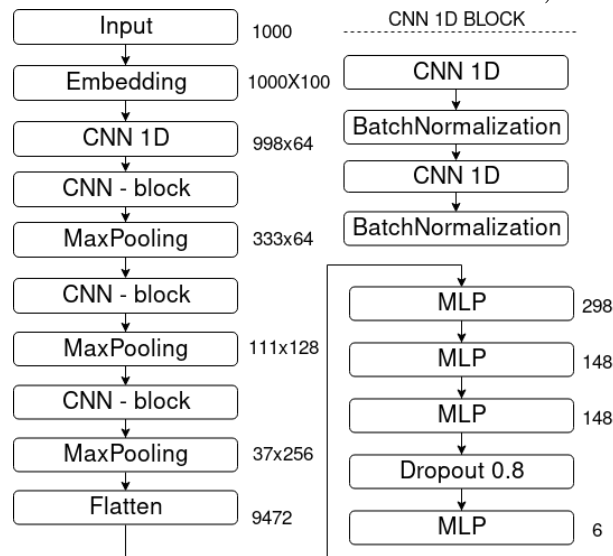 Input
1000
Embedding
1000X100
CNN 1D
998x64
CNN - block
MaxPooling
333x64
CNN - block
MaxPooling
111x128
CNN - block
MaxPooling
37x256
Flatten
9472
CNN 1D BLOCK
CNN 1D
BatchNormalization
CNN 1D
BatchNormalization
MLP
298
MLP
148
MLP
148
Dropout 0.8
MLP
6